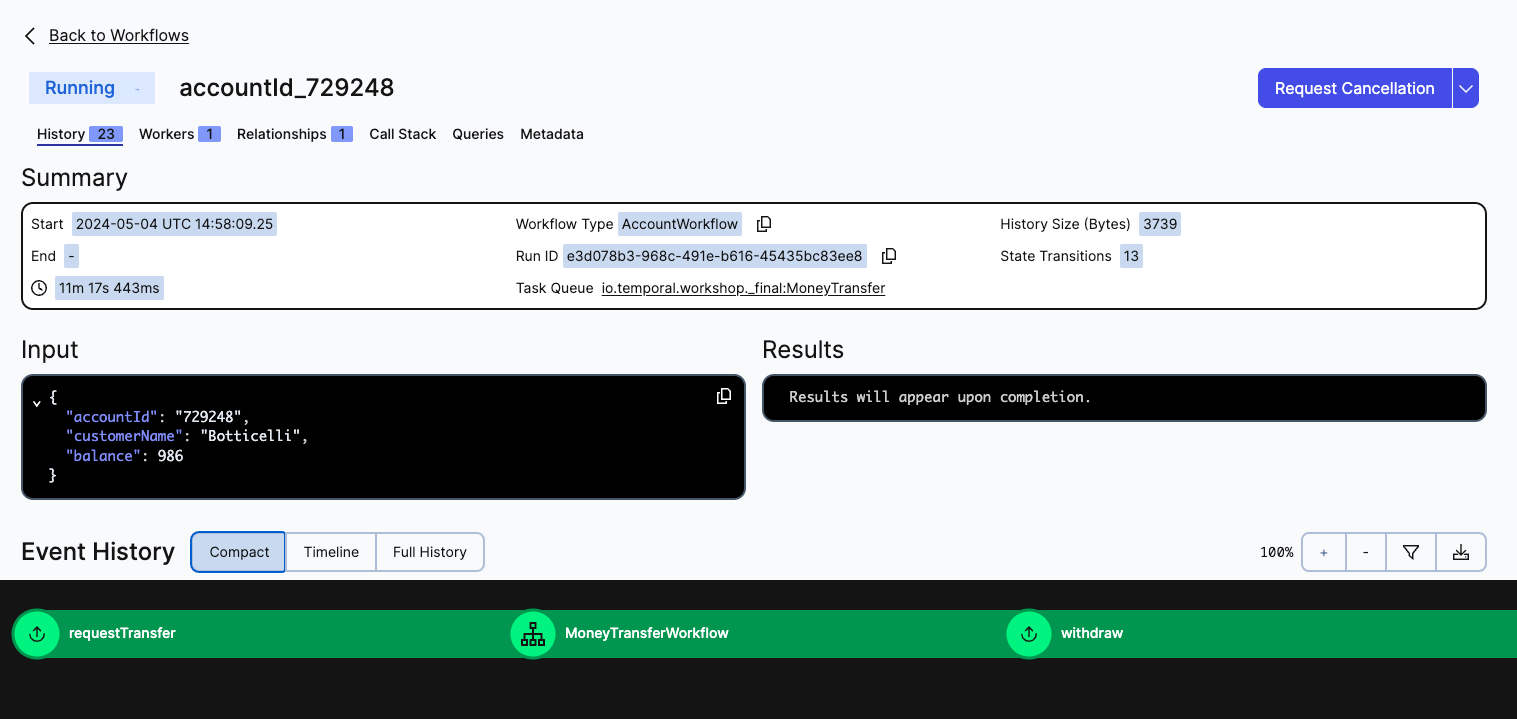 Back to Workflows
Running - accountId_729248 Request Cancellation
History 23 Workers 1 Relationships 1 Call Stack Queries Metadata
Summary
Start 2024-05-04 UTC 14:58:09.25 Workflow Type AccountWorkflow History Size (Bytes) 3739
End - Run ID e3d078b3-968c-491e-b616-45435bc83ee8 State Transitions 13
11m 17s 443ms Task Queue io.temporal.workshop._final:MoneyTransfer
Input
{
"accountId": "729248",
"customerName": "Botticelli",
"balance": 986
}
Results
Results will appear upon completion.
Event History Compact Timeline Full History 100% + -
requestTransfer MoneyTransferWorkflow withdraw